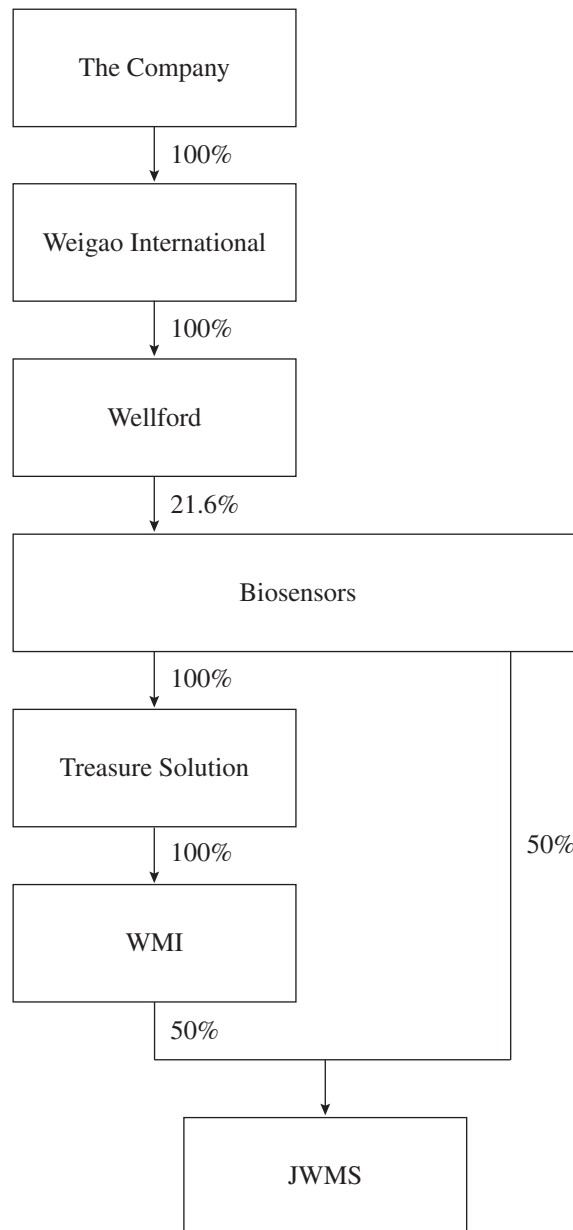 The Company
100%
Weigao International
100%
Wellford
21.6%
Biosensors
100%
Treasure Solution
100%
50%
WMI
50%
JWMS